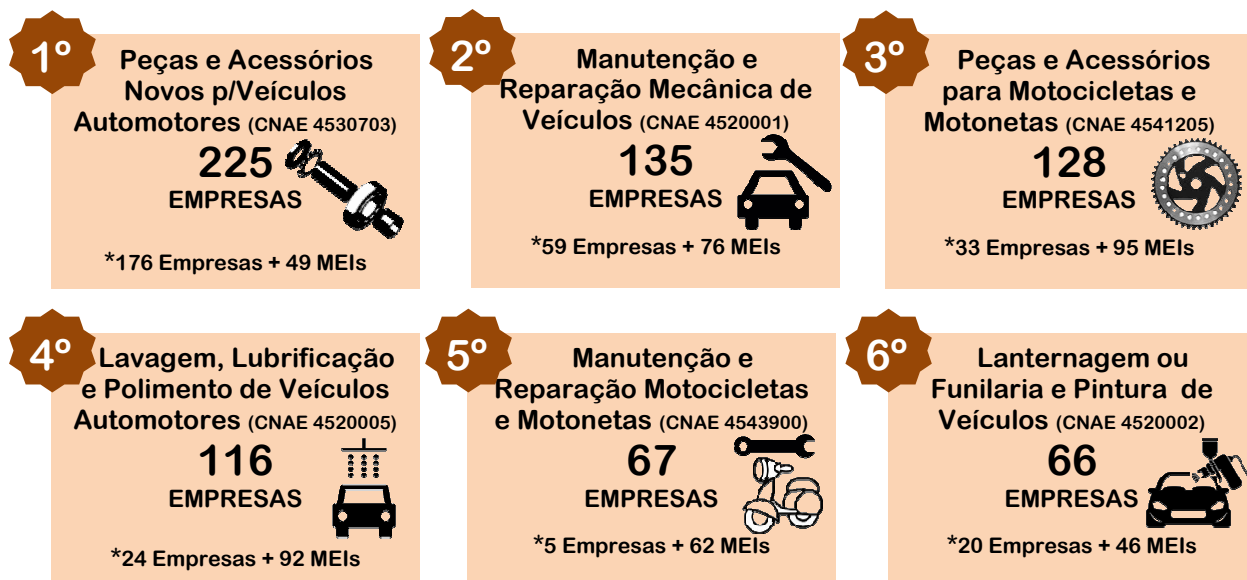 1º
Peças e Acessórios
Novos p/Veículos
Automotores (CNAE 4530703)
225
EMPRESAS
*176 Empresas + 49 MEIs
2º
Manutenção e
Reparação Mecânica de
Veículos (CNAE 4520001)
135
EMPRESAS
*59 Empresas + 76 MEIs
3º
Peças e Acessórios
para Motocicletas e
Motonetas (CNAE 4541205)
128
EMPRESAS
*33 Empresas + 95 MEIs
4º
Lavagem, Lubrificação
e Polimento de Veículos
Automotores (CNAE 4520005)
116
EMPRESAS
*24 Empresas + 92 MEIs
5º
Manutenção e
Reparação Motocicletas
e Motonetas (CNAE 4543900)
67
EMPRESAS
*5 Empresas + 62 MEIs
6º
Lanternagem ou
Funilaria e Pintura de
Veículos (CNAE 4520002)
66
EMPRESAS
*20 Empresas + 46 MEIs